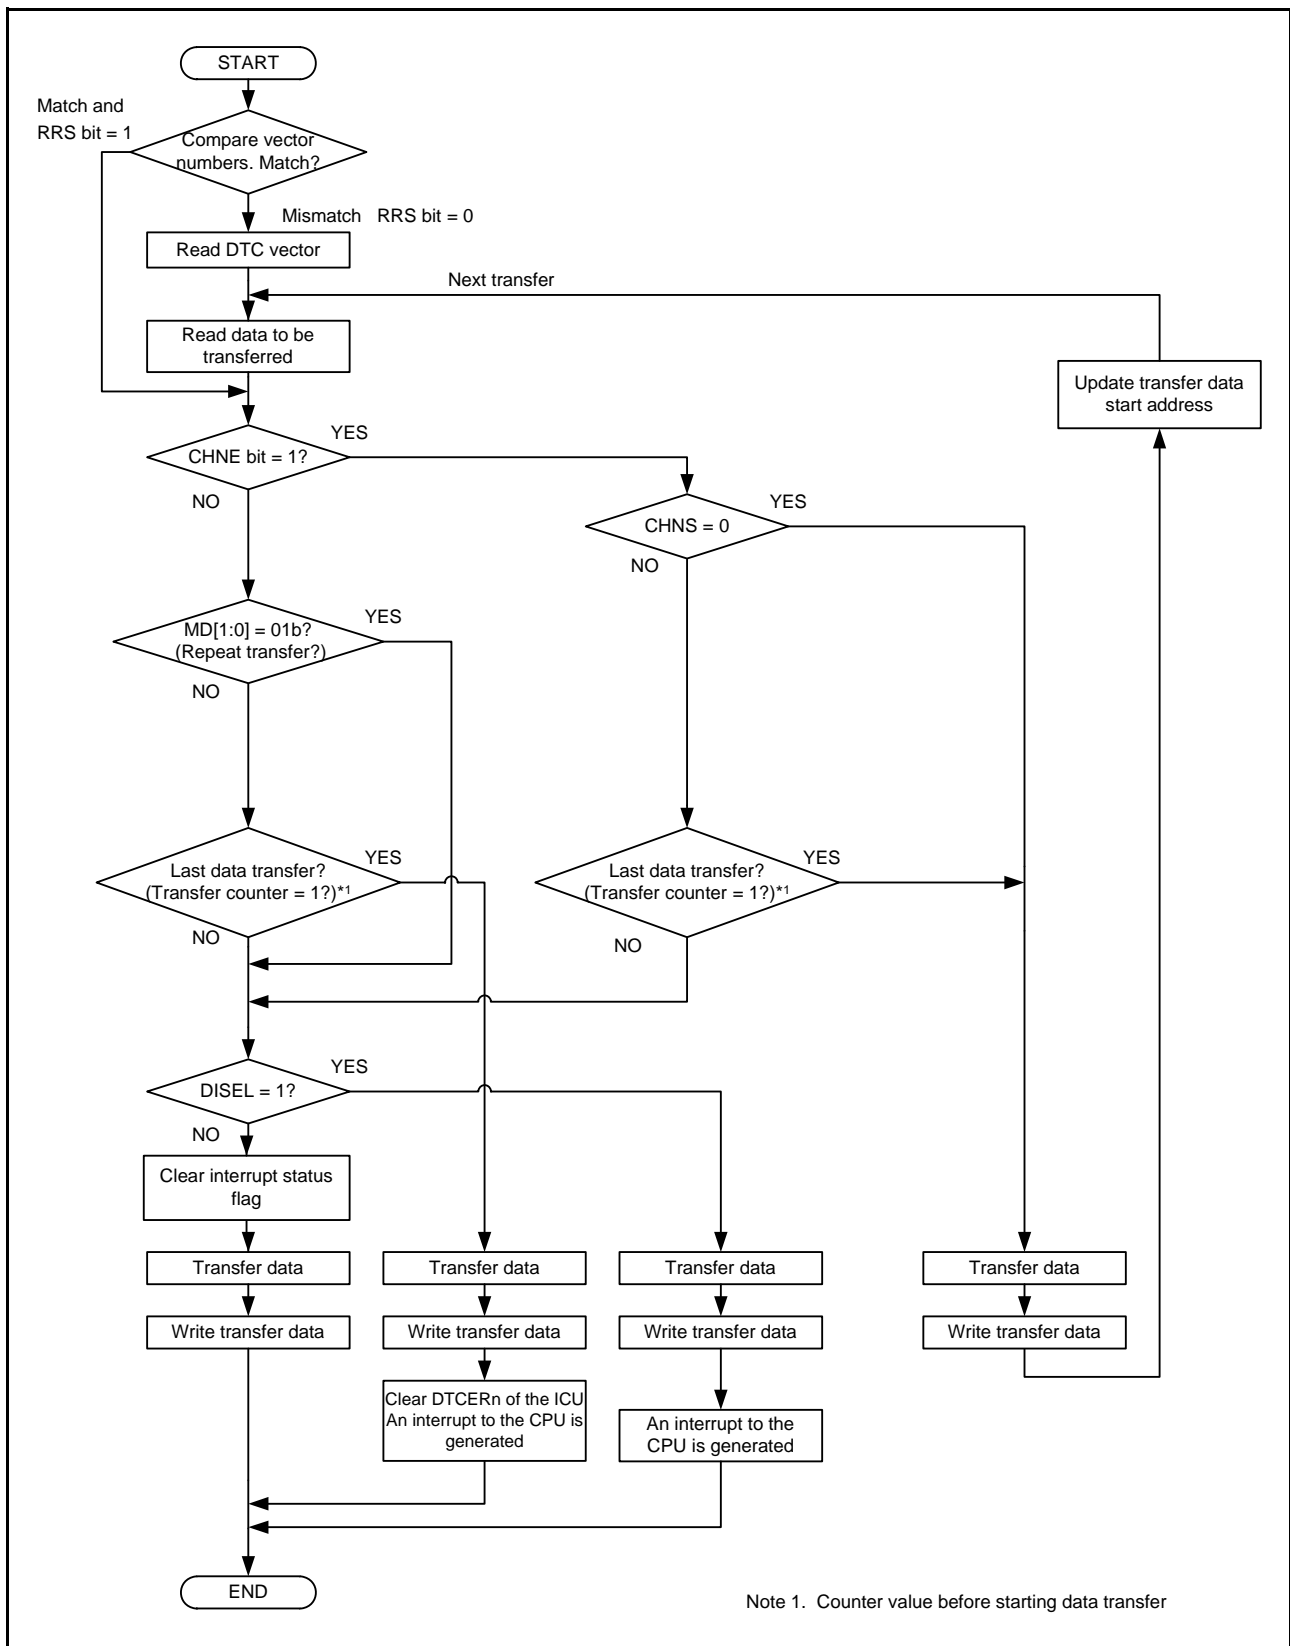 START
Match and
RRS bit = 1
Compare vector
numbers. Match?
Mismatch RRS bit = 0
Read DTC vector
Next transfer
Read data to be
transferred
Update transfer data
start address
YES
CHNE bit = 1?
NO
YES
CHNS = 0
NO
YES
MD[1:0] = 01b?
(Repeat transfer?)
NO
YES
Last data transfer?
(Transfer counter = 1?)*1
NO
YES
Last data transfer?
(Transfer counter = 1?)*1
NO
YES
DISEL = 1?
NO
Clear interrupt status
flag
Transfer data
Transfer data
Transfer data
Transfer data
Write transfer data
Write transfer data
Write transfer data
Write transfer data
Clear DTCERn of the ICU
An interrupt to the CPU is
generated
An interrupt to the
CPU is generated
END
Note 1. Counter value before starting data transfer